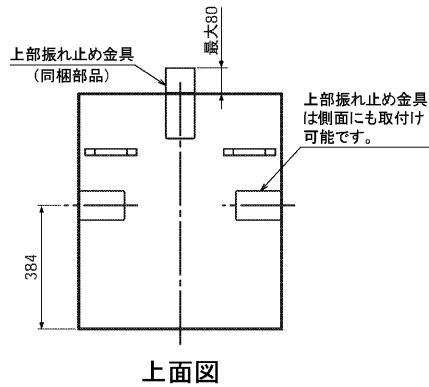 最大80
上部振れ止め金具
（同梱部品）
上部振れ止め金具
は側面にも取付け
可能です。
384
上面図